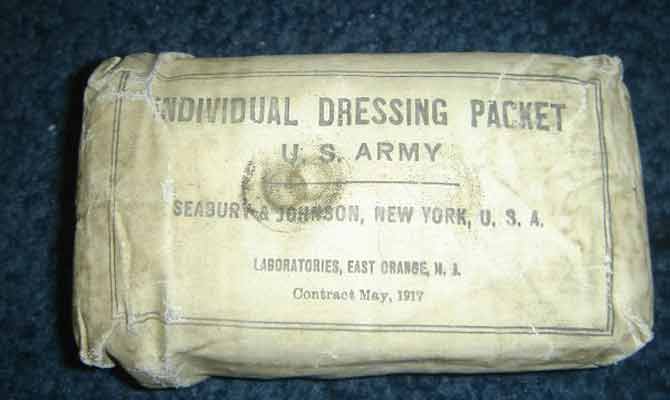 INDIVIDUAL DRESSING PACKET
U. S. ARMY
SEABURY & JOHNSON, NEW YORK, U. S. A.
LABORATORIES, EAST ORANGE, N. J.
Contract May, 1917